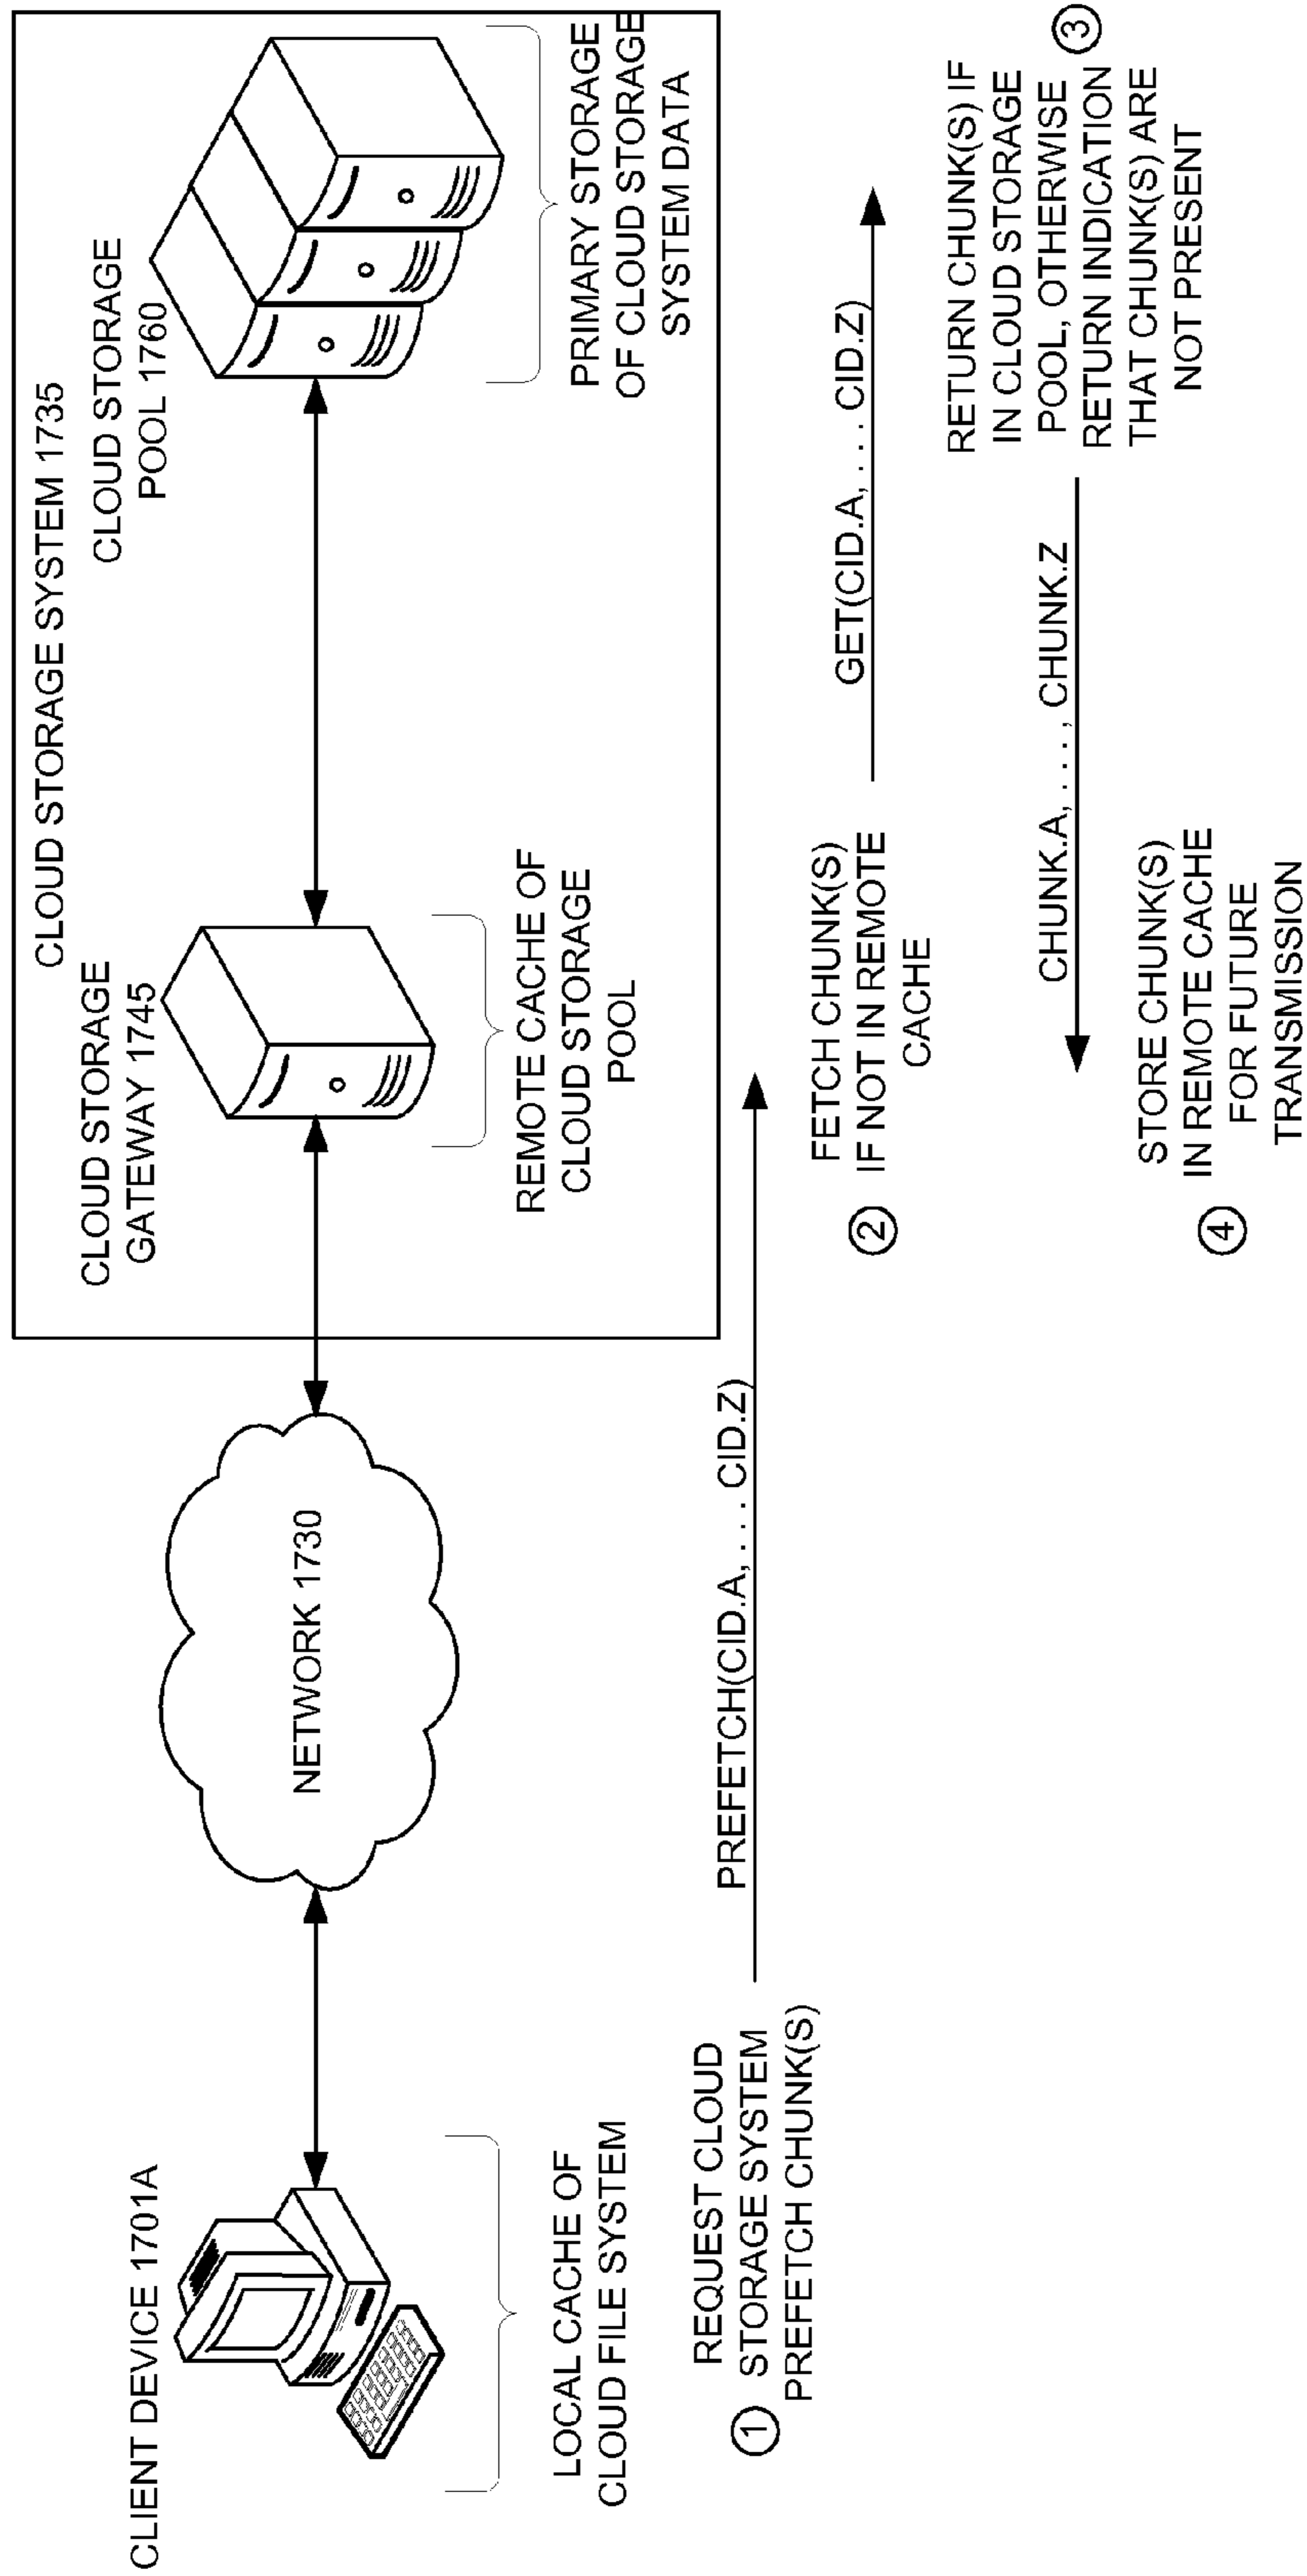 CLOUD STORAGE SYSTEM 1735
CLIENT DEVICE 1701A
NETWORK 1730
CLOUD STORAGE
GATEWAY 1745
CLOUD STORAGE
POOL 1760
LOCAL CACHE OF
CLOUD FILE SYSTEM
REMOTE CACHE OF
CLOUD STORAGE
POOL
PRIMARY STORAGE
OF CLOUD STORAGE
SYSTEM DATA
1
REQUEST CLOUD
STORAGE SYSTEM
PREFETCH CHUNK(S)
PREFETCH(CID.A, . . . CID.Z)
2
FETCH CHUNK(S)
IF NOT IN REMOTE
CACHE
GET(CID.A, . . . CID.Z)
3
RETURN CHUNK(S) IF
IN CLOUD STORAGE
POOL, OTHERWISE
RETURN INDICATION
THAT CHUNK(S) ARE
NOT PRESENT
CHUNK.A, . . . , CHUNK.Z
4
STORE CHUNK(S)
IN REMOTE CACHE
FOR FUTURE
TRANSMISSION